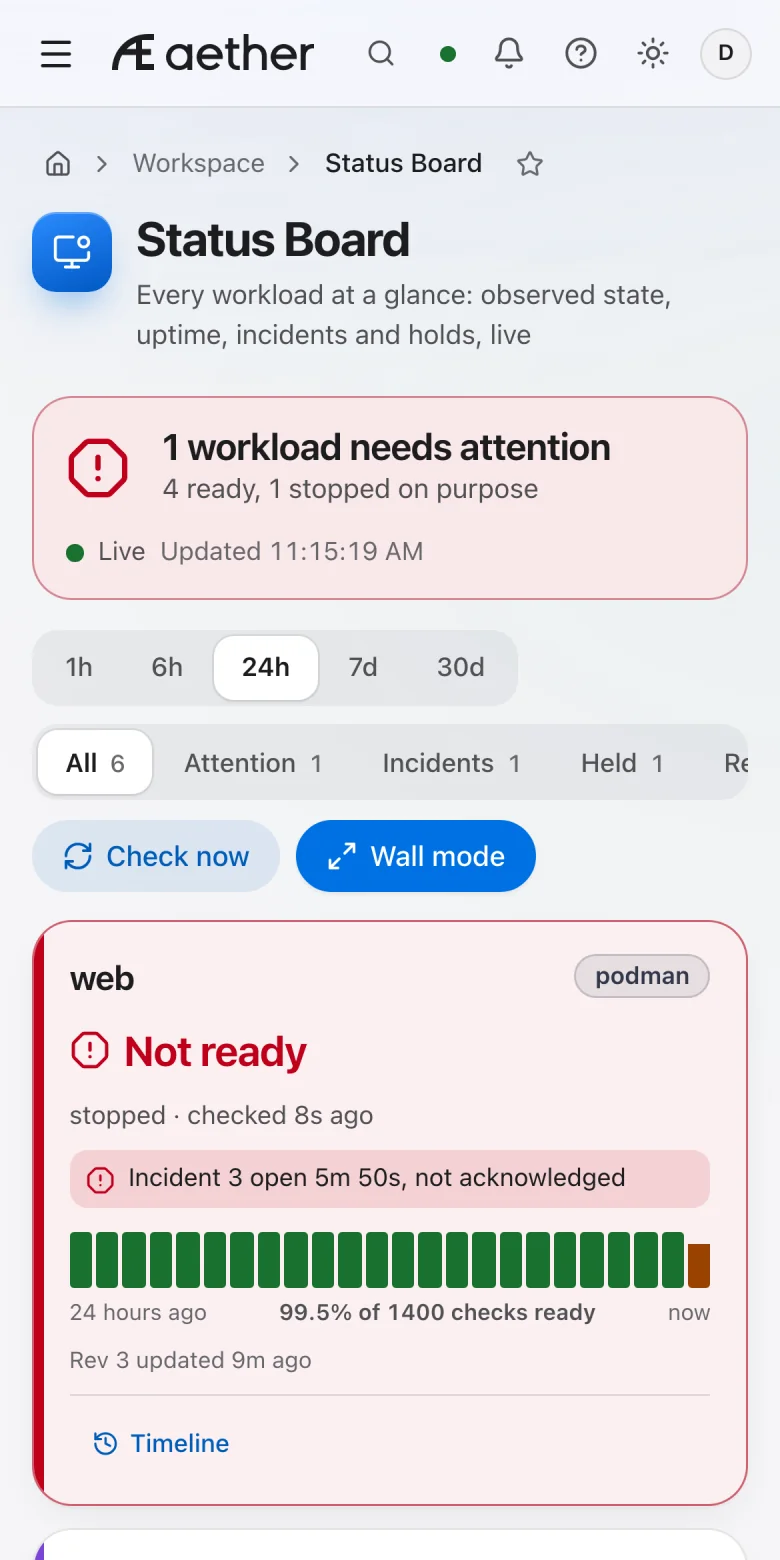 Æ aether
D
Workspace
Status Board
Status Board
Every workload at a glance: observed state,
uptime, incidents and holds, live
1 workload needs attention
4 ready, 1 stopped on purpose
Live Updated 11:15:19 AM
1h 6h 24h 7d 30d
All 6 Attention 1 Incidents 1 Held 1
Check now Wall mode
web podman
Not ready
stopped · checked 8s ago
Incident 3 open 5m 50s, not acknowledged
24 hours ago 99.5% of 1400 checks ready now
Rev 3 updated 9m ago
Timeline